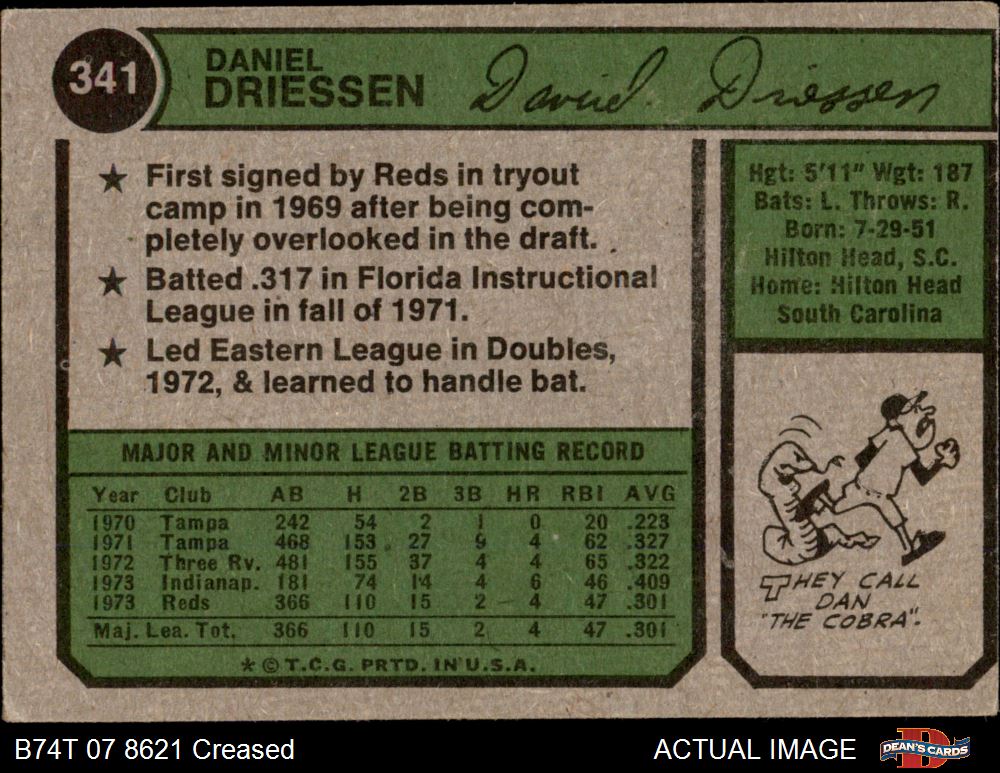 341
DANIEL
DRIESSEN
Daniel Driessen
★ First signed by Reds in tryout
camp in 1969 after being com-
pletely overlooked in the draft.
★ Batted .317 in Florida Instructional
League in fall of 1971.
★ Led Eastern League in Doubles,
1972, & learned to handle bat.
Hgt: 5'11" Wgt: 187
Bats: L. Throws: R.
Born: 7-29-51
Hilton Head, S.C.
Home: Hilton Head
South Carolina
MAJOR AND MINOR LEAGUE BATTING RECORD
Year Club AB H 2B 3B HR RBI AVG
1970 Tampa 242 54 2 1 0 20 .223
1971 Tampa 468 153 27 9 4 62 .327
1972 Three Rv. 481 155 37 4 4 65 .322
1973 Indianap. 181 74 14 4 6 46 .409
1973 Reds 366 110 15 2 4 47 .301
Maj. Lea. Tot. 366 110 15 2 4 47 .301
★ © T.C.G. PRTD. IN U.S.A.
THEY CALL
DAN
"THE COBRA".
B74T 07 8621 Creased
ACTUAL IMAGE
DEAN'S CARDS